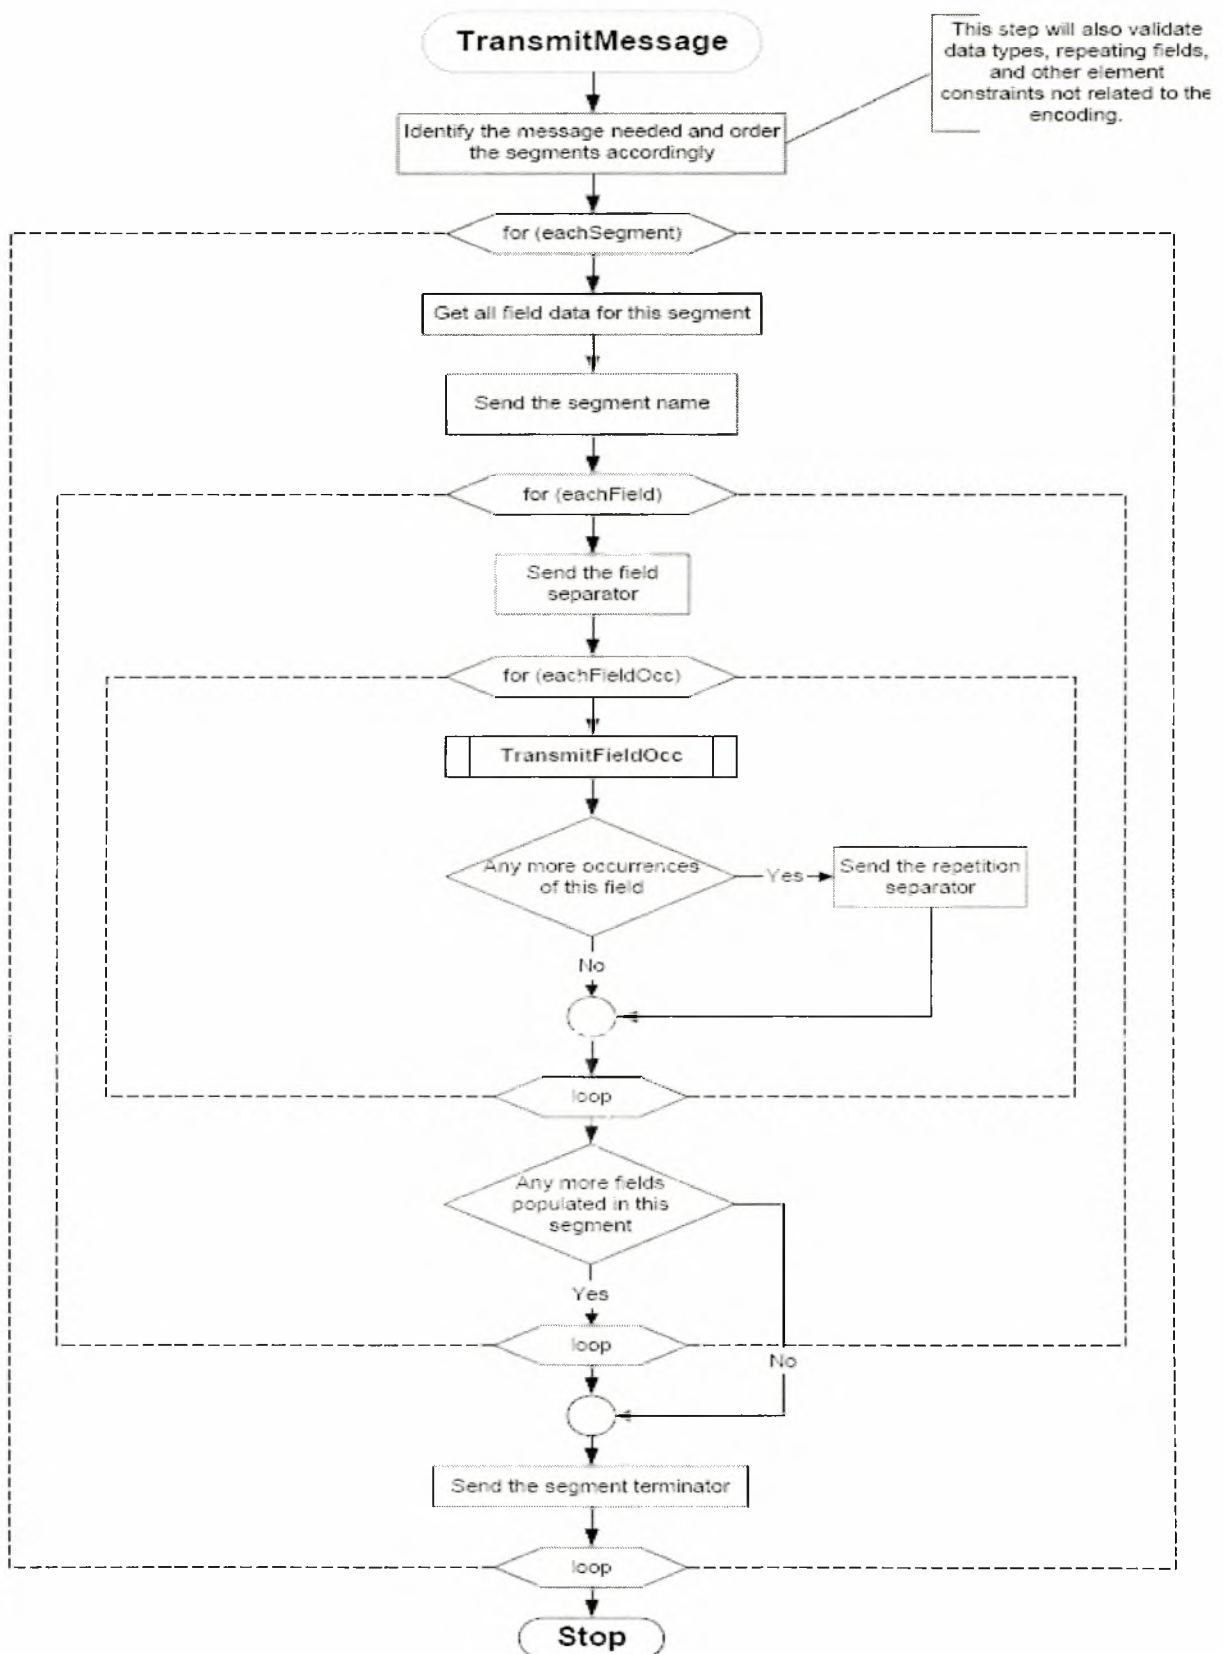 TransmitMessage
This step will also validate
data types, repeating fields,
and other element
constraints not related to the
encoding.
Identify the message needed and order
the segments accordingly
for (eachSegment)
Get all field data for this segment
Send the segment name
for (eachField)
Send the field
separator
for (eachFieldOcc)
TransmitFieldOcc
Any more occurrences
of this field
Yes
Send the repetition
separator
No
loop
Any more fields
populated in this
segment
Yes
loop
No
Send the segment terminator
loop
Stop